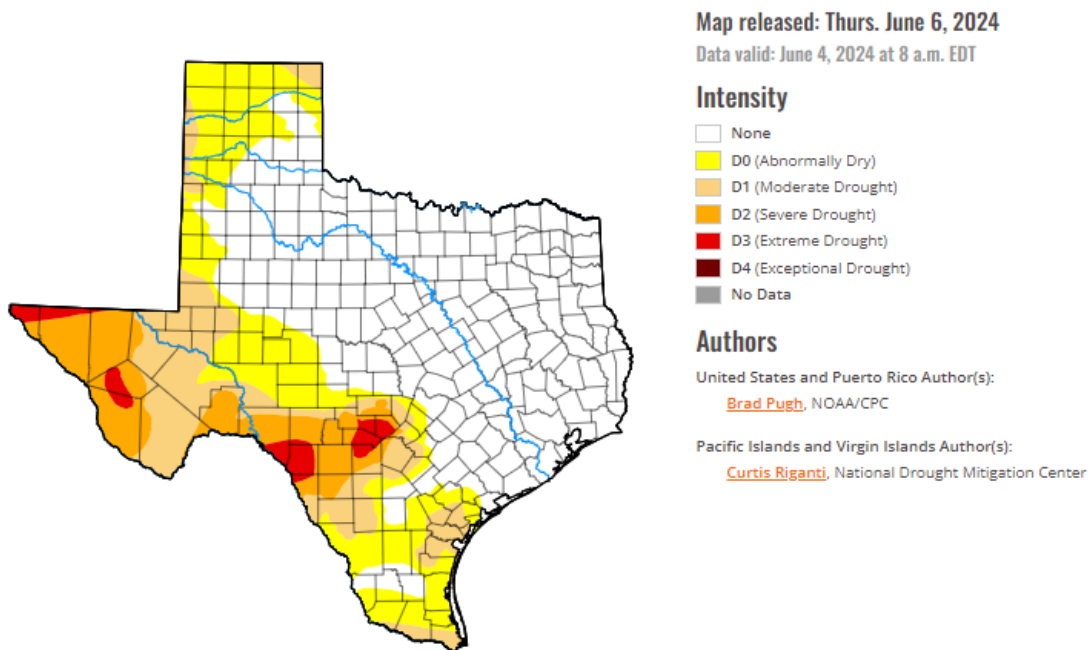 Map released: Thurs. June 6, 2024
Data valid: June 4, 2024 at 8 a.m. EDT
Intensity
None
D0 (Abnormally Dry)
D1 (Moderate Drought)
D2 (Severe Drought)
D3 (Extreme Drought)
D4 (Exceptional Drought)
No Data
Authors
United States and Puerto Rico Author(s):
Brad Pugh, NOAA/CPC
Pacific Islands and Virgin Islands Author(s):
Curtis Riganti, National Drought Mitigation Center